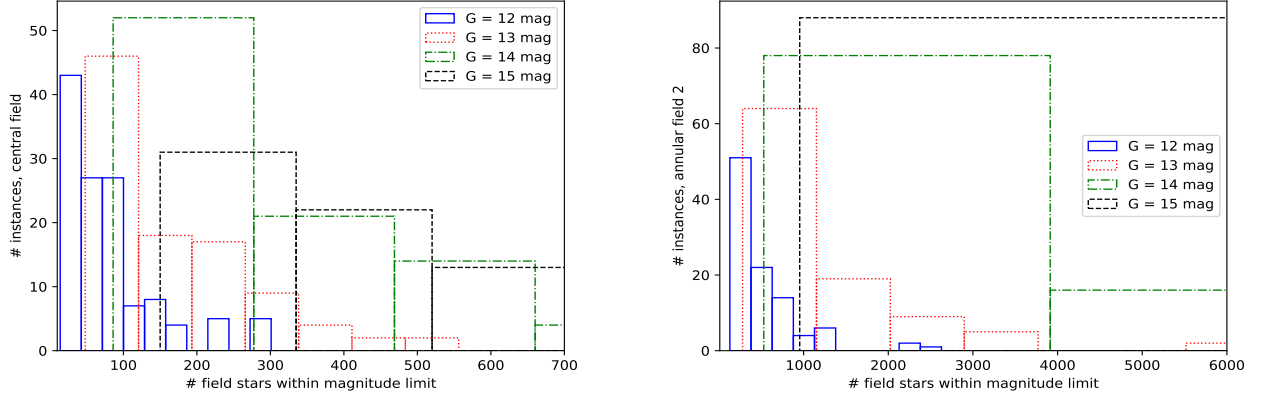 # instances, central field
50
40
30
20
10
0
G = 12 mag
G = 13 mag
G = 14 mag
G = 15 mag
100 200 300 400 500 600 700
# field stars within magnitude limit
# instances, annular field 2
80
60
40
20
0
G = 12 mag
G = 13 mag
G = 14 mag
G = 15 mag
1000 2000 3000 4000 5000 6000
# field stars within magnitude limit